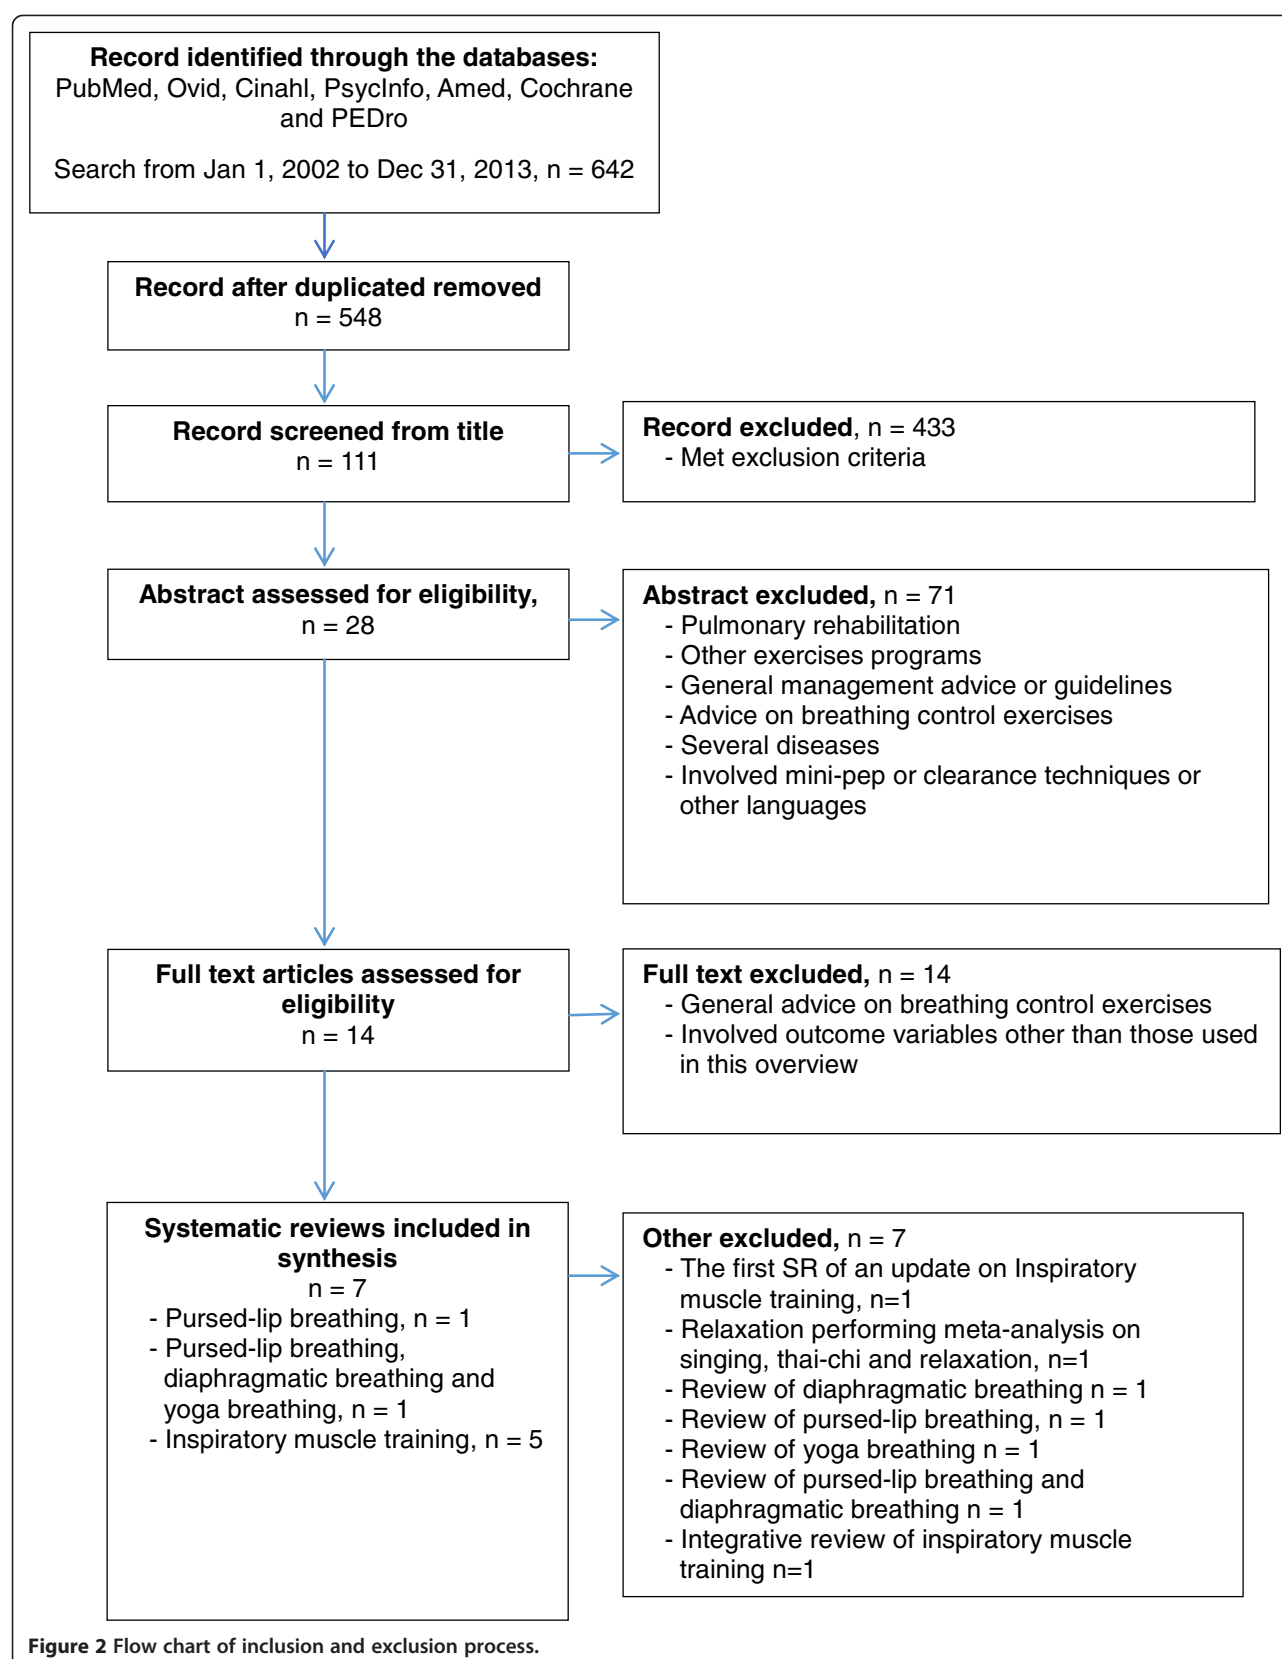 Record identified through the databases:
PubMed, Ovid, Cinahl, PsycInfo, Amed, Cochrane
and PEDro
Search from Jan 1, 2002 to Dec 31, 2013, n = 642
Record after duplicated removed
n = 548
Record screened from title
n = 111
Record excluded, n = 433
- Met exclusion criteria
Abstract assessed for eligibility,
n = 28
Abstract excluded, n = 71
- Pulmonary rehabilitation
- Other exercises programs
- General management advice or guidelines
- Advice on breathing control exercises
- Several diseases
- Involved mini-pep or clearance techniques or
other languages
Full text articles assessed for
eligibility
n = 14
Full text excluded, n = 14
- General advice on breathing control exercises
- Involved outcome variables other than those used
in this overview
Systematic reviews included in
synthesis
n = 7
- Pursed-lip breathing, n = 1
- Pursed-lip breathing,
diaphragmatic breathing and
yoga breathing, n = 1
- Inspiratory muscle training, n = 5
Other excluded, n = 7
- The first SR of an update on Inspiratory
muscle training, n=1
- Relaxation performing meta-analysis on
singing, thai-chi and relaxation, n=1
- Review of diaphragmatic breathing n = 1
- Review of pursed-lip breathing, n = 1
- Review of yoga breathing n = 1
- Review of pursed-lip breathing and
diaphragmatic breathing n = 1
- Integrative review of inspiratory muscle
training n=1
Figure 2 Flow chart of inclusion and exclusion process.